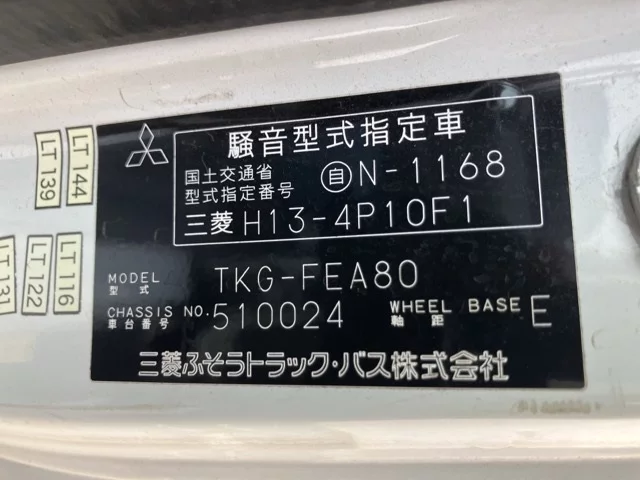 騒音型式指定車
国土交通省
型式指定番号
自 N-1168
三菱 H13-4P10F1
MODEL
型式
TKG-FEA80
CHASSIS NO.
車台番号
510024
WHEEL BASE
軸距
E
三菱ふそうトラック・バス株式会社
LT 144
LT 139
LT 116
LT 122
LT 131